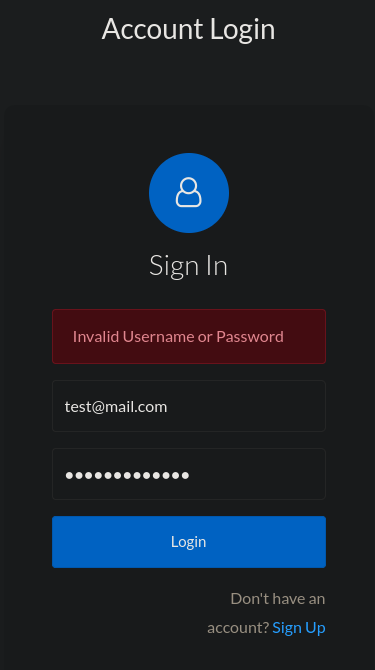 Account Login
Sign In
Invalid Username or Password
test@mail.com
●●●●●●●●●●●●●
Login
Don't have an
account? Sign Up